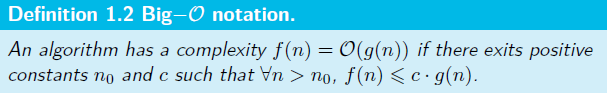 Definition 1.2 Big–𝒪 notation.
An algorithm has a complexity f(n) = 𝒪(g(n)) if there exits positive
constants n₀ and c such that ∀n > n₀, f(n) ⩽ c · g(n).